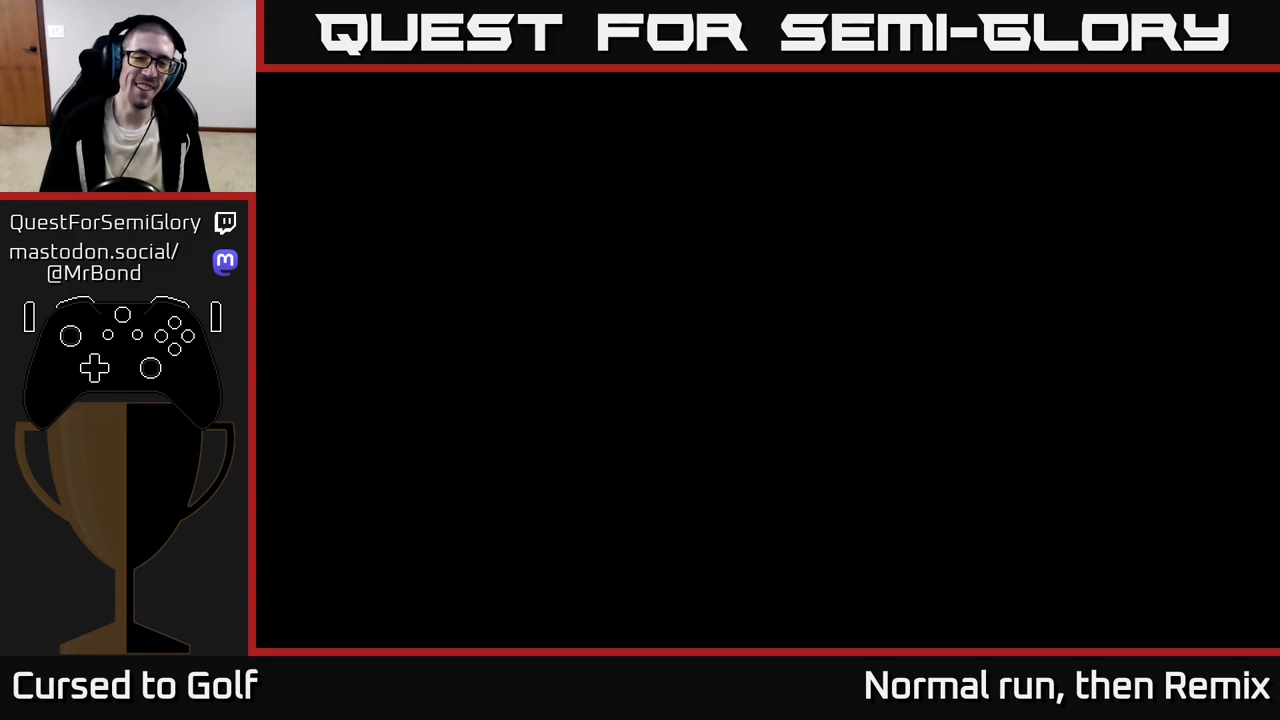 QUEST FOR SEMI-GLORY
QuestForSemiGlory
mastodon.social/
@MrBond
Cursed to Golf
Normal run, then Remix